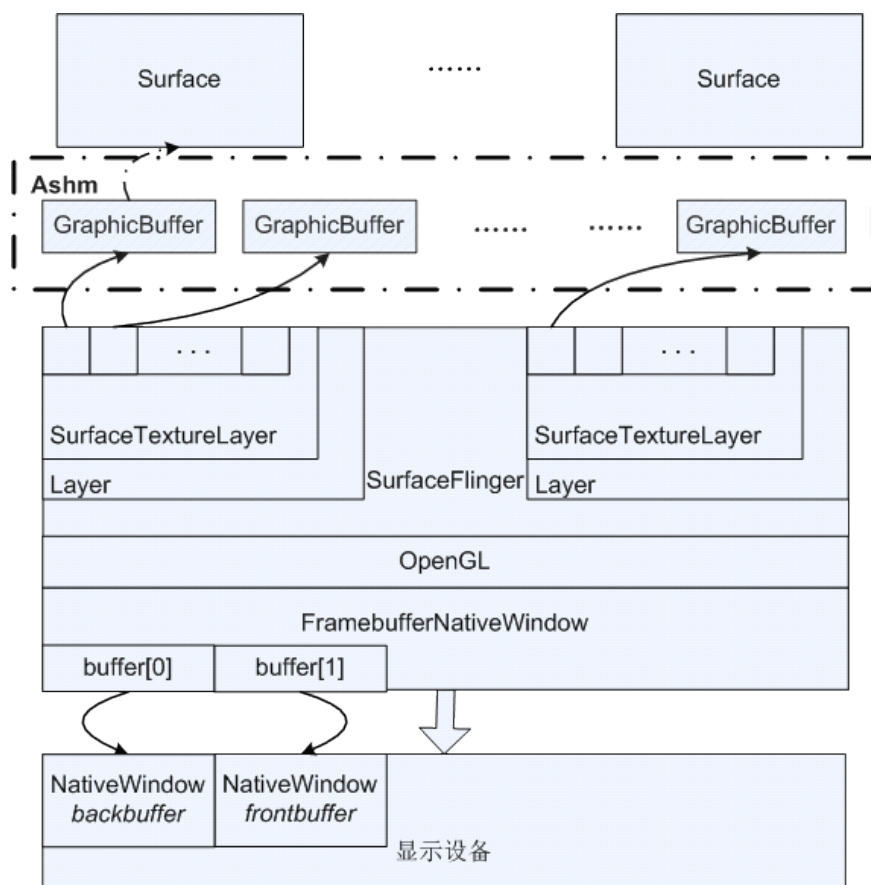 Surface
......
Surface
Ashm
GraphicBuffer
GraphicBuffer
......
......
GraphicBuffer
...
...
SurfaceTextureLayer
SurfaceTextureLayer
Layer
SurfaceFlinger
Layer
OpenGL
FramebufferNativeWindow
buffer[0]
buffer[1]
NativeWindow
backbuffer
NativeWindow
frontbuffer
显示设备